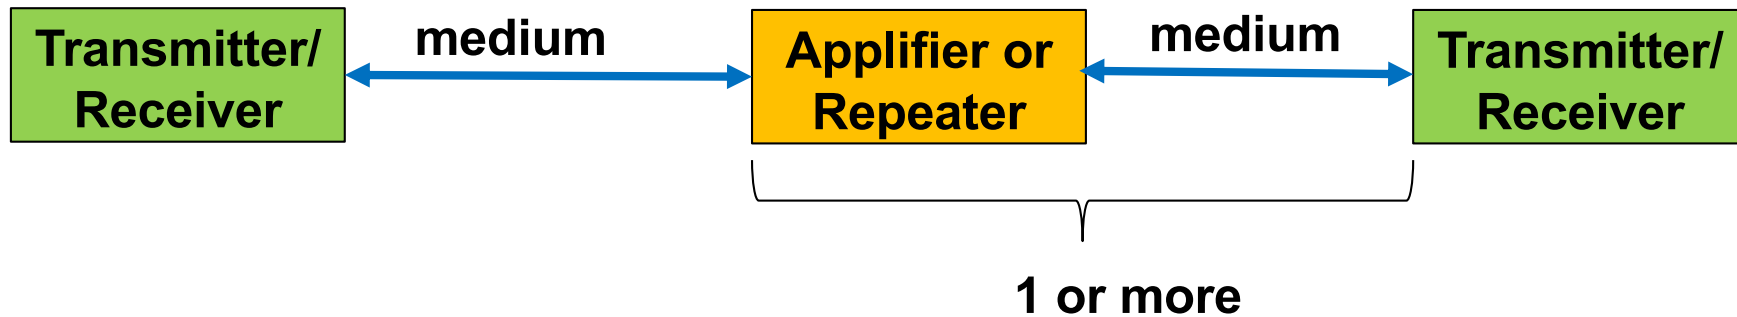 Transmitter/
Receiver
medium
Applifier or
Repeater
medium
Transmitter/
Receiver
1 or more